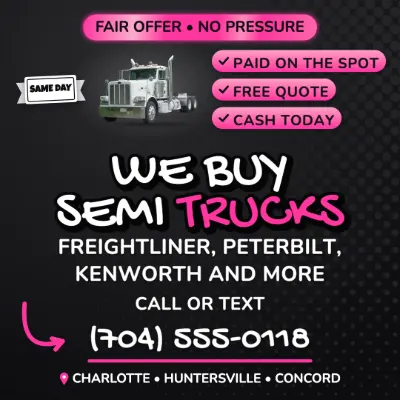 FAIR OFFER • NO PRESSURE
SAME DAY
✓ PAID ON THE SPOT
✓ FREE QUOTE
✓ CASH TODAY
WE BUY
SEMI TRUCKS
FREIGHTLINER, PETERBILT,
KENWORTH AND MORE
CALL OR TEXT
(704) 555-0118
CHARLOTTE • HUNTERSVILLE • CONCORD